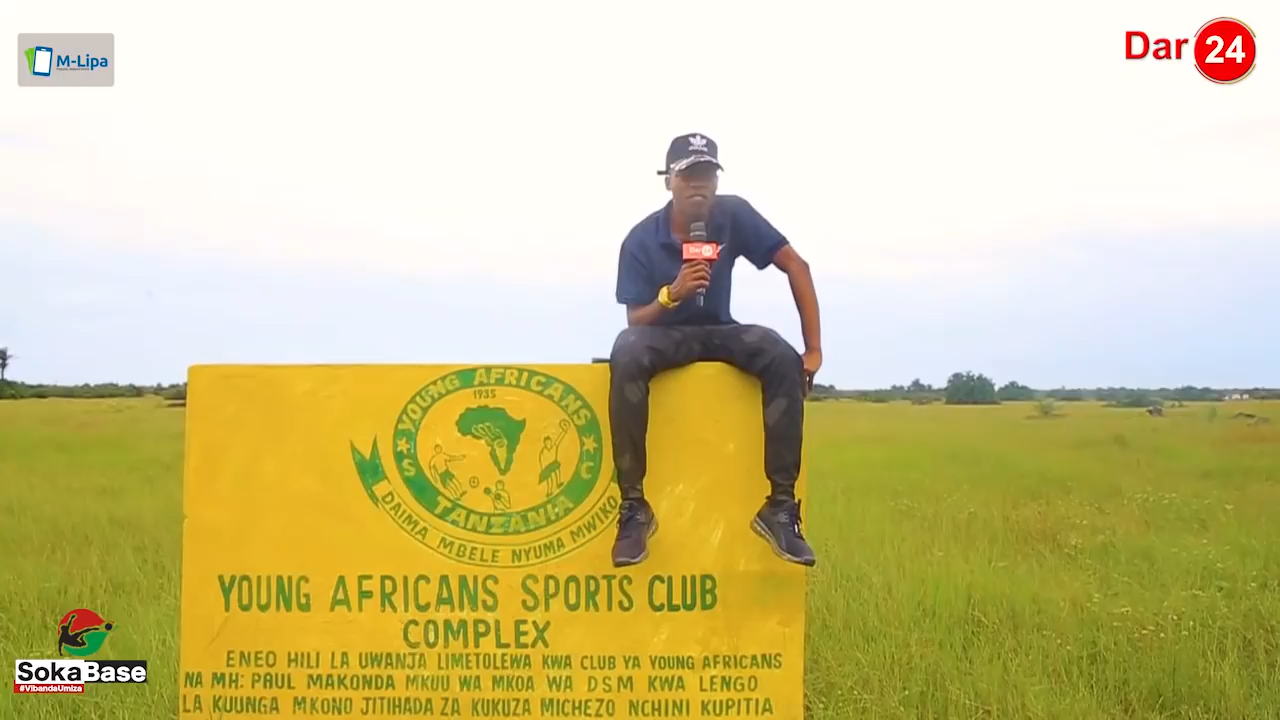 M-Lipa
Dar 24
Dar 24
YOUNG AFRICANS
1935
S C
TANZANIA
DAIMA MBELE NYUMA MWIKO
YOUNG AFRICANS SPORTS CLUB
COMPLEX
ENEO HILI LA UWANJA LIMETOLEWA KWA CLUB YA YOUNG AFRICANS
NA MH: PAUL MAKONDA MKUU WA MKOA WA DSM KWA LENGO
LA KUUNGA MKONO JITIHADA ZA KUKUZA MICHEZO NCHINI KUPITIA
SokaBase
#VibandaUmiza